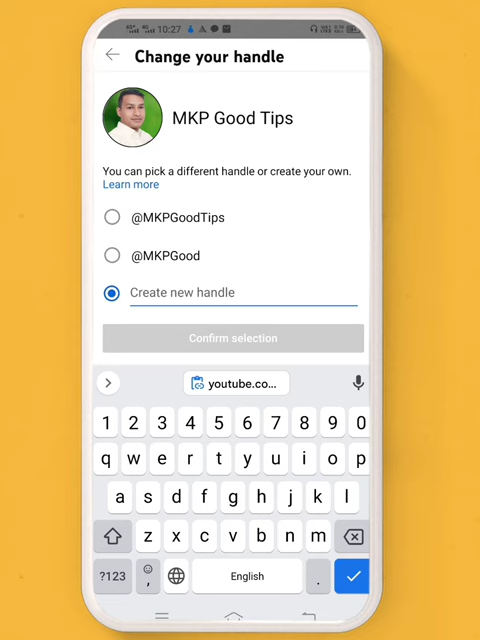 10:27
Change your handle
MKP Good Tips
You can pick a different handle or create your own.
Learn more
@MKPGoodTips
@MKPGood
Create new handle
Confirm selection
youtube.co...
1 2 3 4 5 6 7 8 9 0
q w e r t y u i o p
a s d f g h j k l
z x c v b n m
?123 , English .